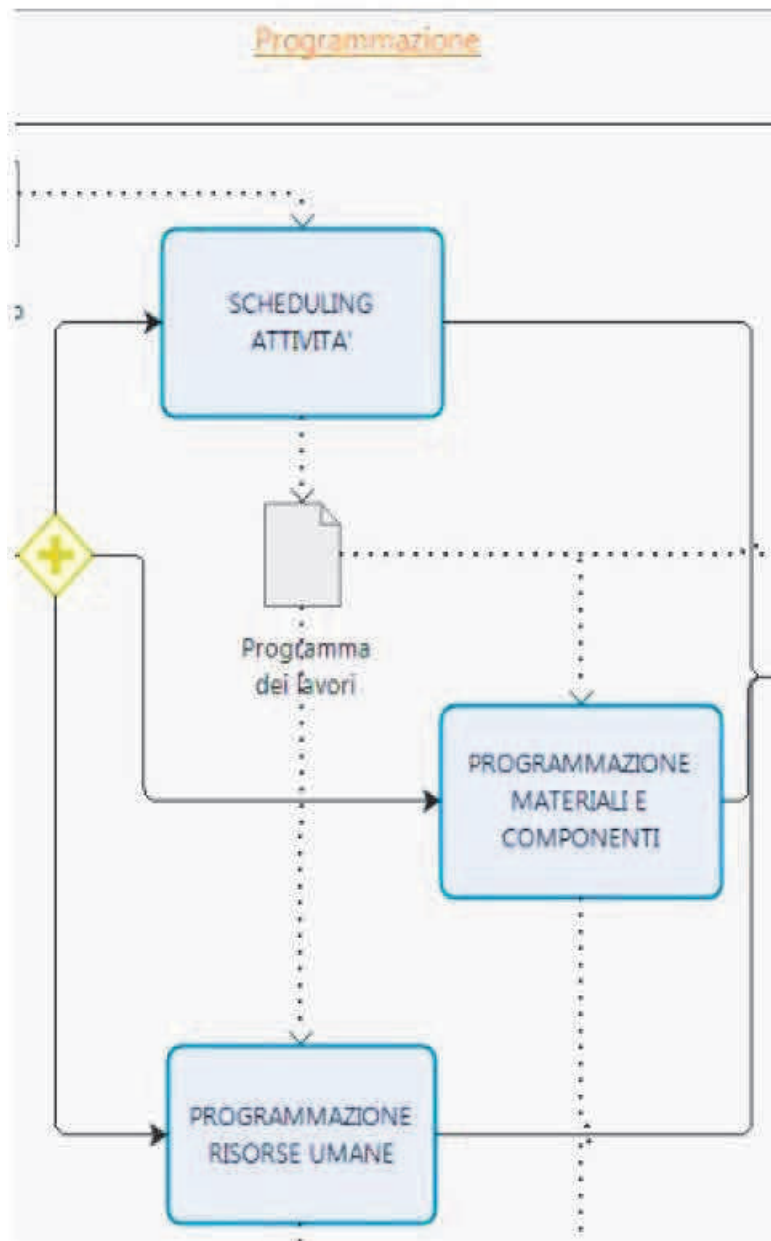 Programmazione
SCHEDULING
ATTIVITA'
Programma
dei lavori
PROGRAMMAZIONE
MATERIALI E
COMPONENTI
PROGRAMMAZIONE
RISORSE UMANE